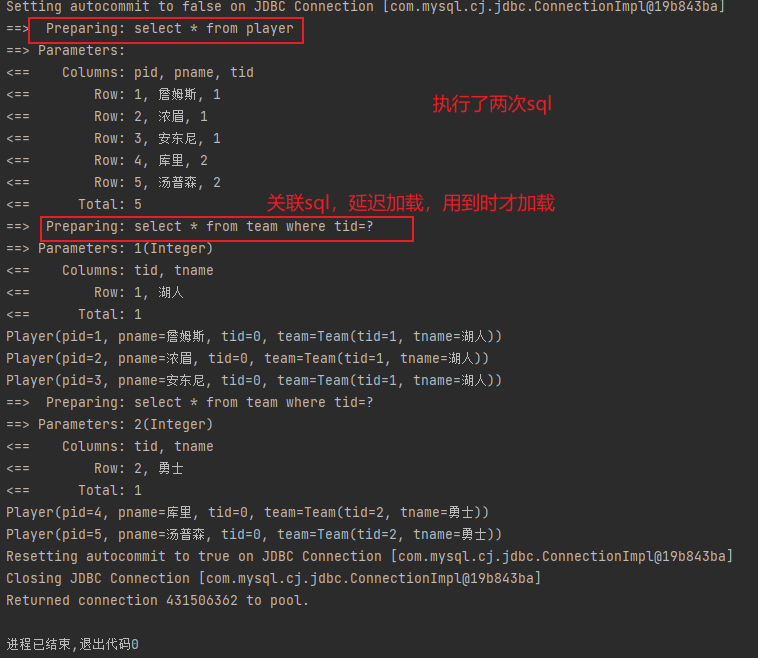 Setting autocommit to false on JDBC Connection [com.mysql.cj.jdbc.ConnectionImpl@19b843ba]
==>  Preparing: select * from player
==> Parameters:
<==    Columns: pid, pname, tid
<==        Row: 1, 詹姆斯, 1
执行了两次sql
<==        Row: 2, 浓眉, 1
<==        Row: 3, 安东尼, 1
<==        Row: 4, 库里, 2
<==        Row: 5, 汤普森, 2
<==      Total: 5
关联sql，延迟加载，用到时才加载
==>  Preparing: select * from team where tid=?
==> Parameters: 1(Integer)
<==    Columns: tid, tname
<==        Row: 1, 湖人
<==      Total: 1
Player(pid=1, pname=詹姆斯, tid=0, team=Team(tid=1, tname=湖人))
Player(pid=2, pname=浓眉, tid=0, team=Team(tid=1, tname=湖人))
Player(pid=3, pname=安东尼, tid=0, team=Team(tid=1, tname=湖人))
==>  Preparing: select * from team where tid=?
==> Parameters: 2(Integer)
<==    Columns: tid, tname
<==        Row: 2, 勇士
<==      Total: 1
Player(pid=4, pname=库里, tid=0, team=Team(tid=2, tname=勇士))
Player(pid=5, pname=汤普森, tid=0, team=Team(tid=2, tname=勇士))
Resetting autocommit to true on JDBC Connection [com.mysql.cj.jdbc.ConnectionImpl@19b843ba]
Closing JDBC Connection [com.mysql.cj.jdbc.ConnectionImpl@19b843ba]
Returned connection 431506362 to pool.
进程已结束,退出代码0